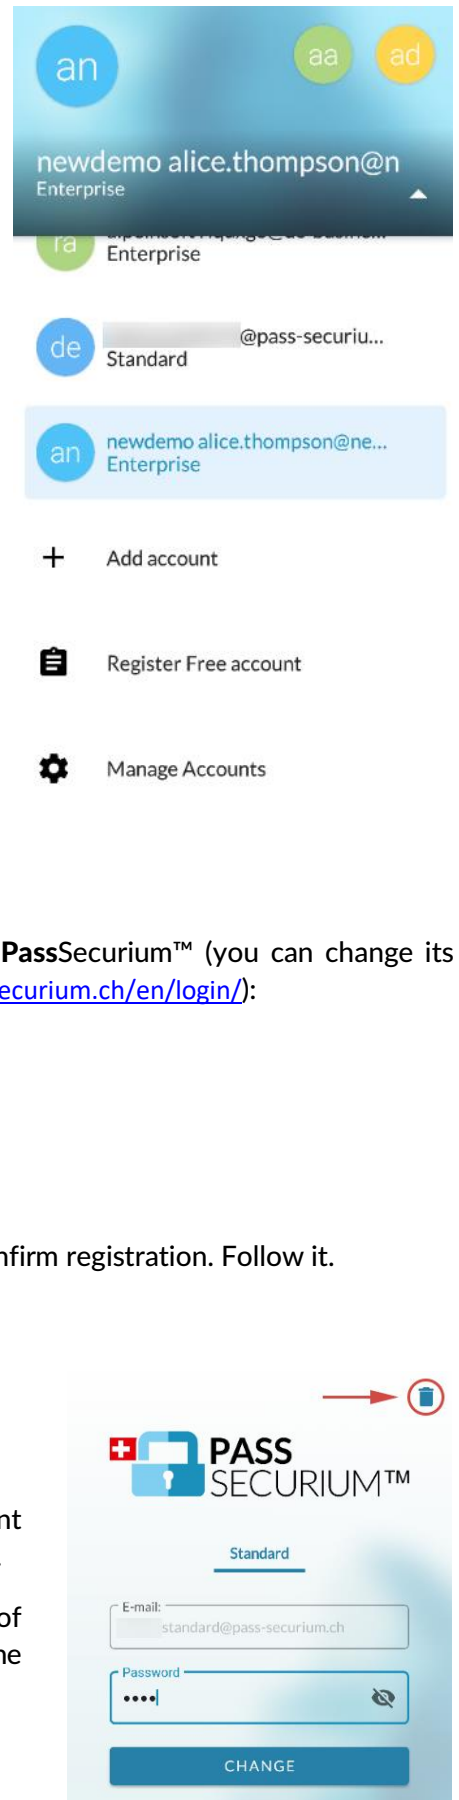 an
aa
ad
newdemo alice.thompson@n
Enterprise
ra
Enterprise
de
@pass-securiu...
Standard
an
newdemo alice.thompson@ne...
Enterprise
Add account
Register Free account
Manage Accounts
PassSecurium™ (you can change its
ecurium.ch/en/login/):
nfirm registration. Follow it.
PASS
SECURIUM™
nt
Standard
.
E-mail:
of
standard@pass-securium.ch
ne
Password
••••
CHANGE